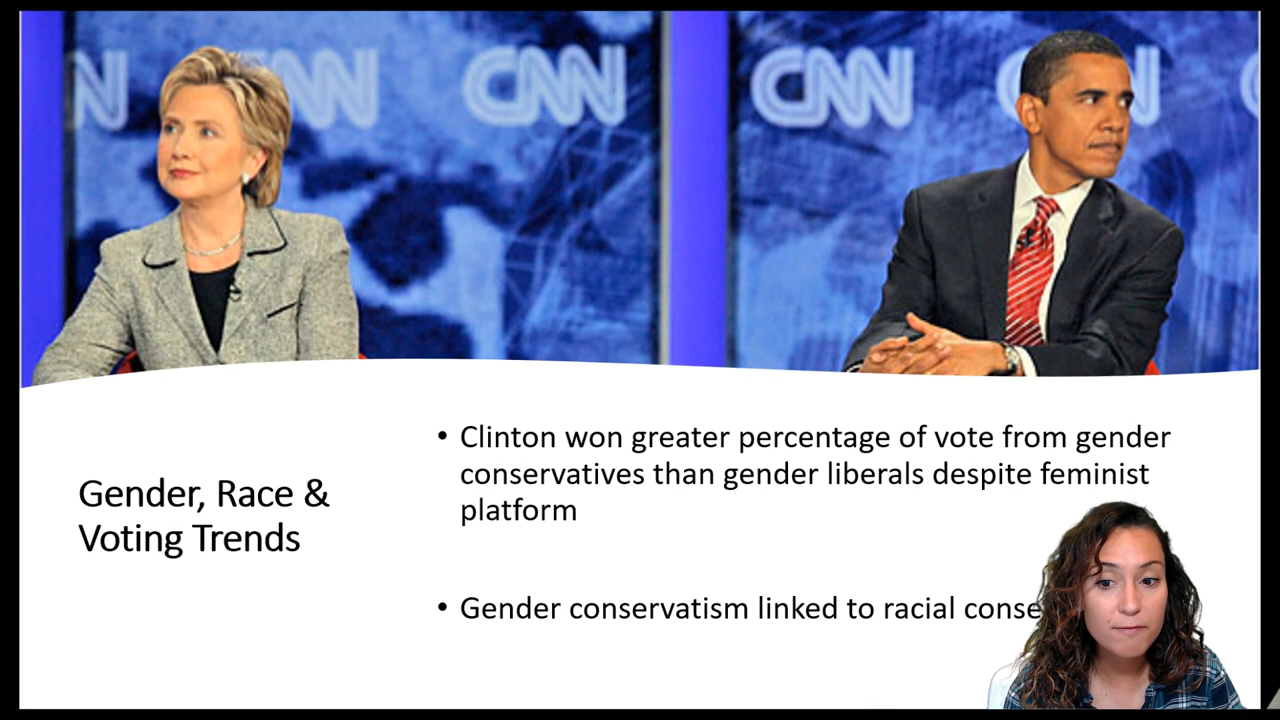 N CNN CNN CNN
Gender, Race &
Voting Trends
• Clinton won greater percentage of vote from gender
conservatives than gender liberals despite feminist
platform
• Gender conservatism linked to racial conse